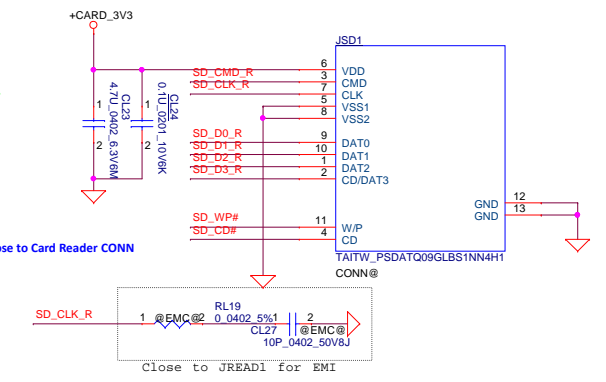 +CARD_3V3
JSD1
6 VDD
SD_CMD_R 3 CMD
SD_CLK_R 7 CLK
5 VSS1
8 VSS2
1
2
CL23
4.7U_0402_6.3V6M
1
2
CL24
0.1U_0201_10V6K
SD_D0_R 9 DAT0
SD_D1_R 10 DAT1
SD_D2_R 1 DAT2
SD_D3_R 2 CD/DAT3
GND 12
GND 13
SD_WP# 11 W/P
SD_CD# 4 CD
ose to Card Reader CONN
TAITW_PSDATQ09GLBS1NN4H1
CONN@
RL19
SD_CLK_R 1 @EMC@ 2 0_0402_5% 1 2
CL27 @EMC@
10P_0402_50V8J
Close to JREAD1 for EMI